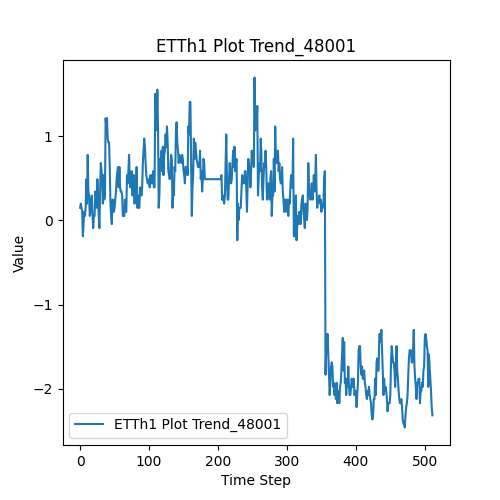 ETTh1 Plot Trend_48001
1
0
−1
−2
Value
ETTh1 Plot Trend_48001
0 100 200 300 400 500
Time Step